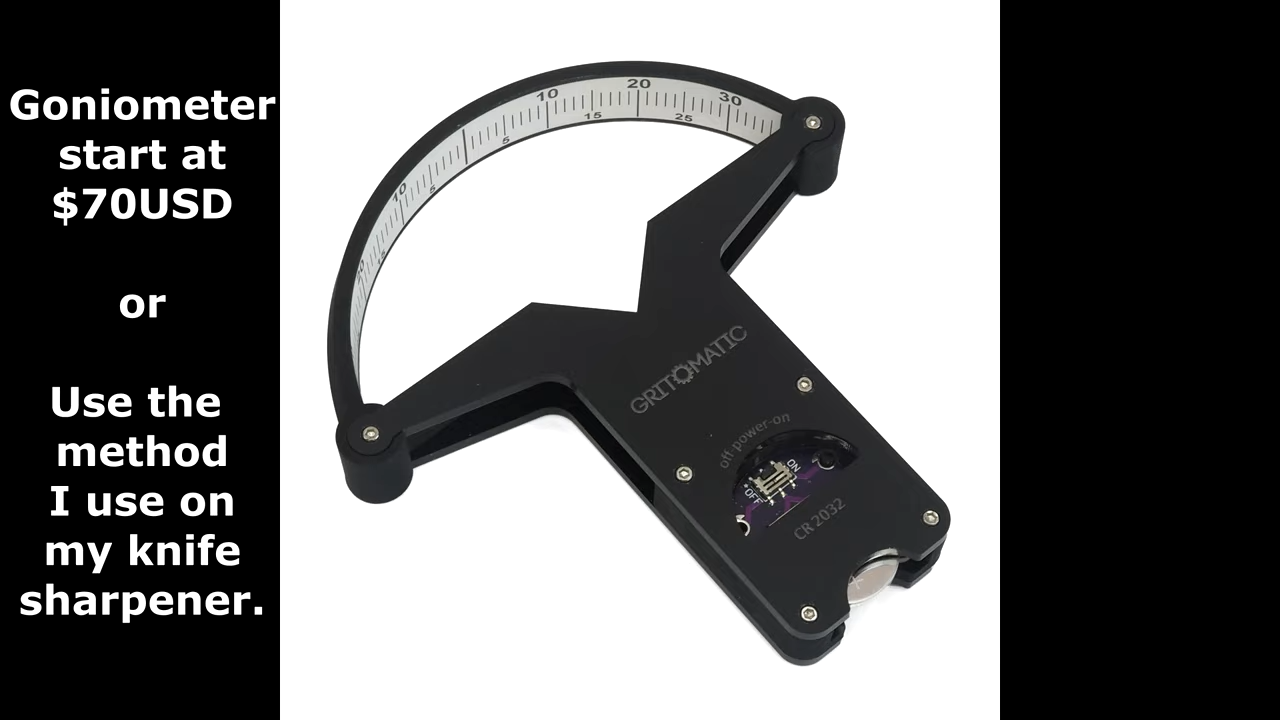 Goniometer
start at
$70USD
or
Use the
method
I use on
my knife
sharpener.
10
20
30
5
15
25
10
5
GRITOMATIC
off-power-on
ON
OFF
CR 2032